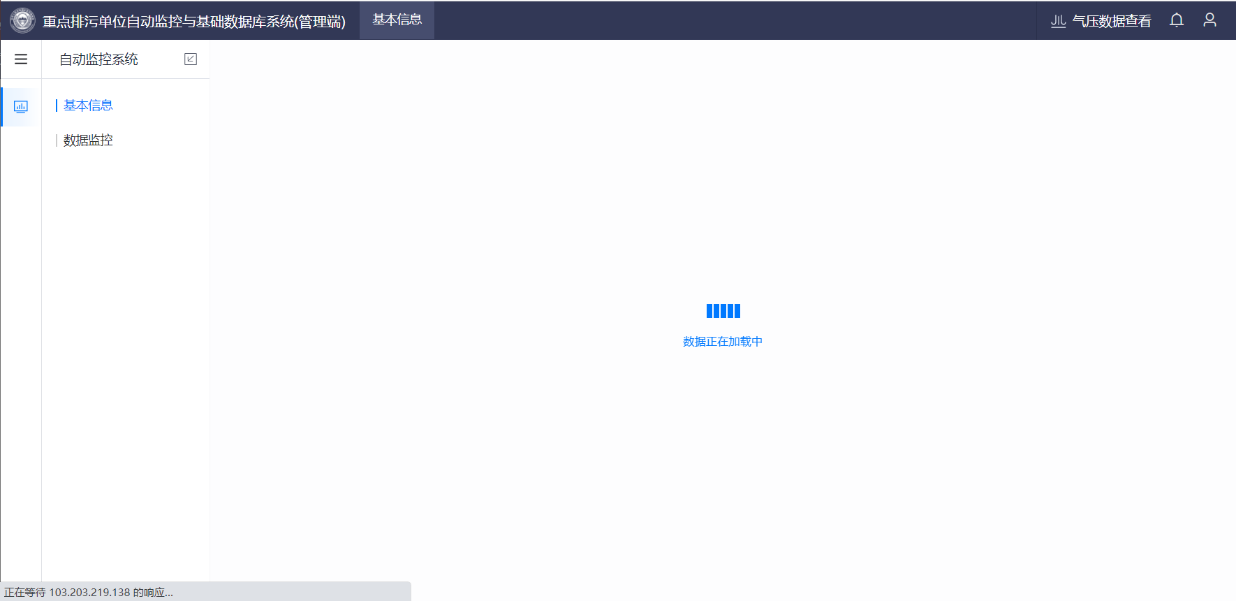 重点排污单位自动监控与基础数据库系统(管理端)
基本信息
气压数据查看
自动监控系统
基本信息
数据监控
数据正在加载中
正在等待 103.203.219.138 的响应...